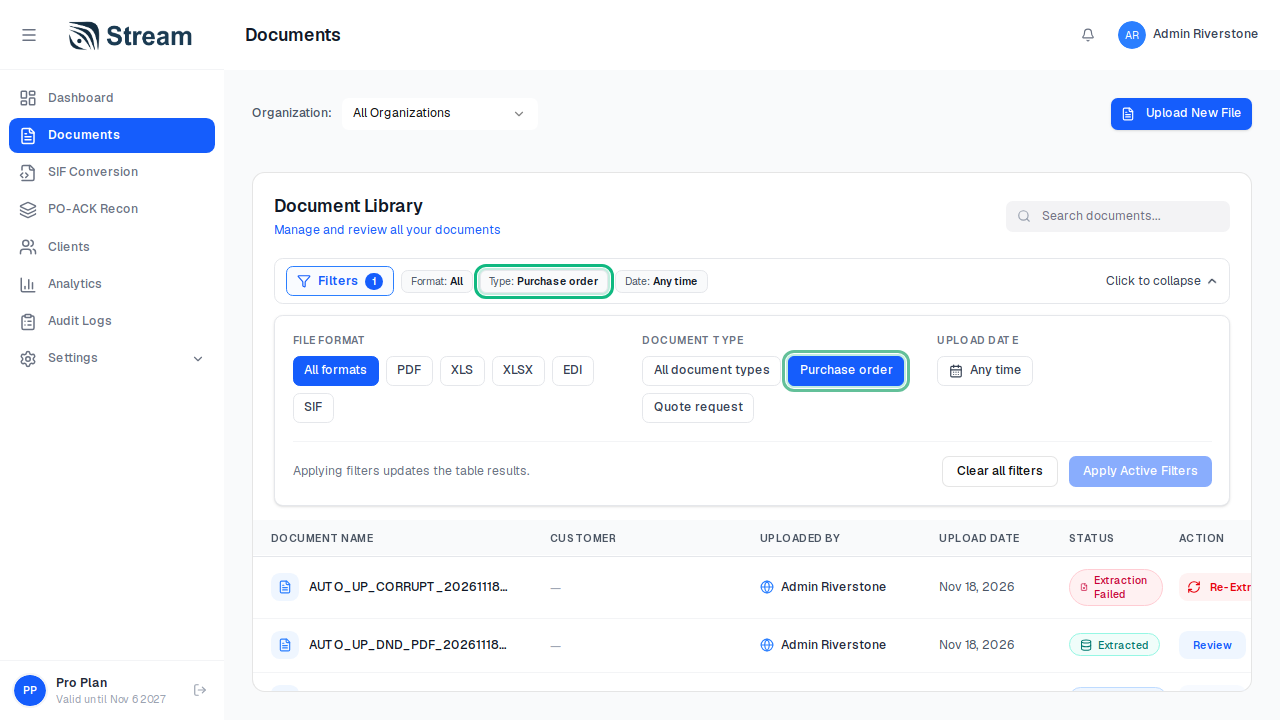 Stream
Documents
AR
Admin Riverstone
Dashboard
Documents
SIF Conversion
PO-ACK Recon
Clients
Analytics
Audit Logs
Settings
PP
Pro Plan
Valid until Nov 6 2027
Organization:
All Organizations
Upload New File
Document Library
Manage and review all your documents
Search documents...
Filters 1
Format: All
Type: Purchase order
Date: Any time
Click to collapse
FILE FORMAT
All formats
PDF
XLS
XLSX
EDI
SIF
DOCUMENT TYPE
All document types
Purchase order
Quote request
UPLOAD DATE
Any time
Applying filters updates the table results.
Clear all filters
Apply Active Filters
DOCUMENT NAME CUSTOMER UPLOADED BY UPLOAD DATE STATUS ACTION
AUTO_UP_CORRUPT_20261118... — Admin Riverstone Nov 18, 2026 Extraction Failed Re-Extr
AUTO_UP_DND_PDF_20261118... — Admin Riverstone Nov 18, 2026 Extracted Review